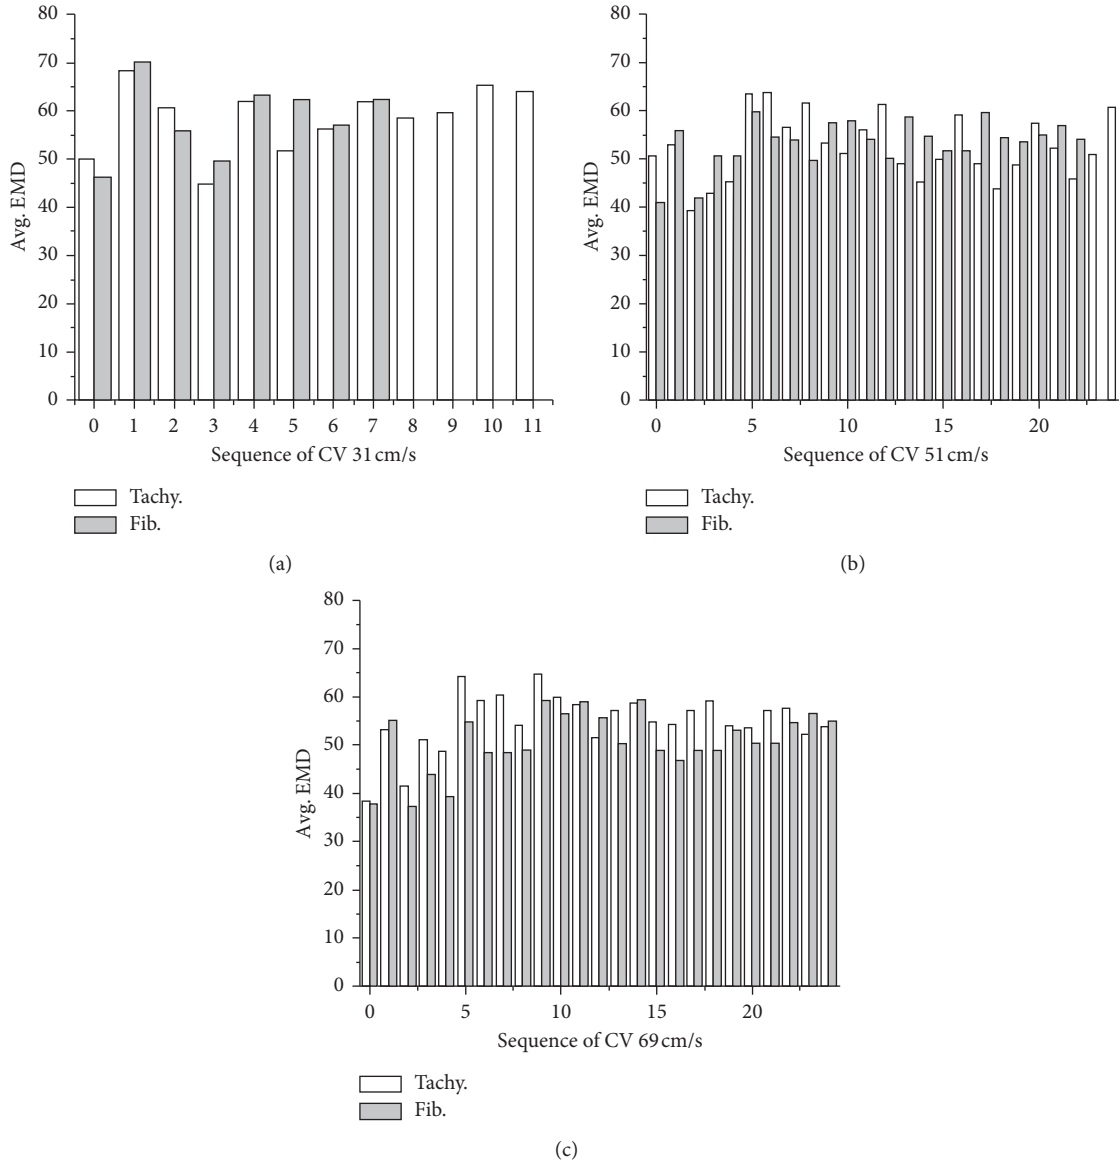 80
70
60
50
40
30
20
10
0
Avg. EMD
0 1 2 3 4 5 6 7 8 9 10 11
Sequence of CV 31 cm/s
Tachy.
Fib.
(a)
80
70
60
50
40
30
20
10
0
Avg. EMD
0 5 10 15 20
Sequence of CV 51 cm/s
Tachy.
Fib.
(b)
80
70
60
50
40
30
20
10
0
Avg. EMD
0 5 10 15 20
Sequence of CV 69 cm/s
Tachy.
Fib.
(c)